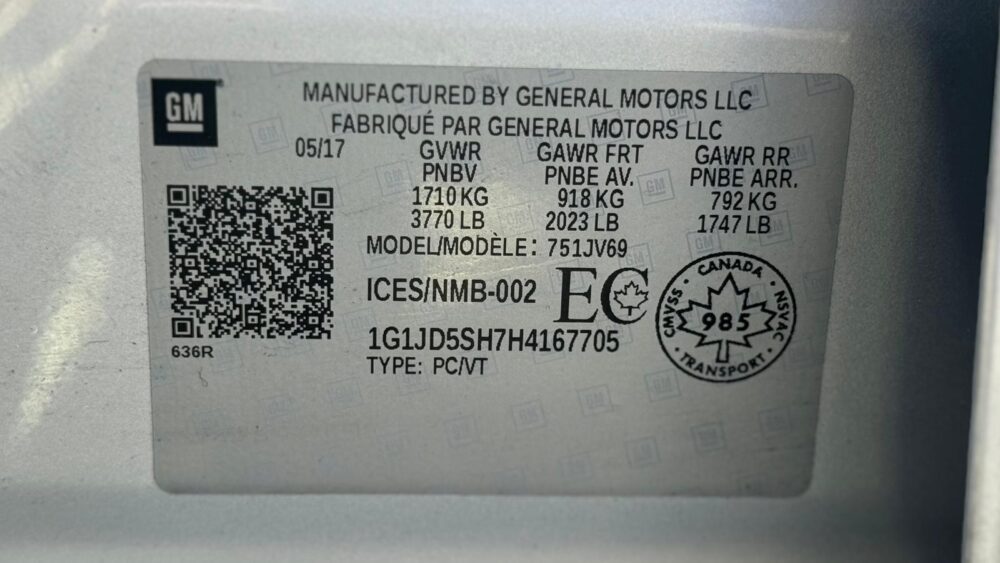 GM
MANUFACTURED BY GENERAL MOTORS LLC
FABRIQUÉ PAR GENERAL MOTORS LLC
05/17
GVWR GAWR FRT GAWR RR
PNBV PNBE AV. PNBE ARR.
1710 KG 918 KG 792 KG
3770 LB 2023 LB 1747 LB
MODEL/MODÈLE: 751JV69
ICES/NMB-002 EC
1G1JD5SH7H4167705
TYPE: PC/VT
636R
CANADA
CMVSS 985 NSVAC
TRANSPORT